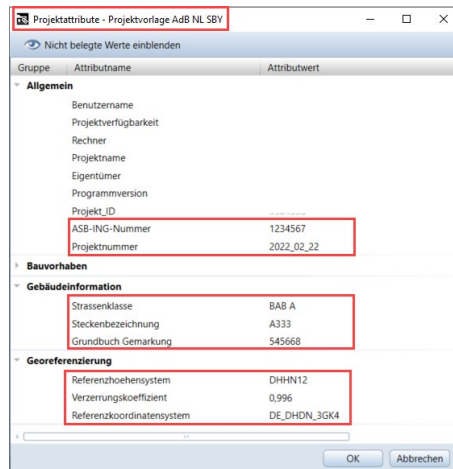 Projektattribute - Projektvorlage AdB NL SBY
Nicht belegte Werte einblenden
Gruppe Attributname Attributwert
Allgemein
Benutzername
Projektverfügbarkeit
Rechner
Projektname
Eigentümer
Programmversion
Projekt_ID
ASB-ING-Nummer 1234567
Projektnummer 2022_02_22
Bauvorhaben
Gebäudeinformation
Strassenklasse BAB A
Steckenbezeichnung A333
Grundbuch Gemarkung 545668
Georeferenzierung
Referenzhoehensystem DHHN12
Verzerrungskoeffizient 0,996
Referenzkoordinatensystem DE_DHDN_3GK4
OK Abbrechen